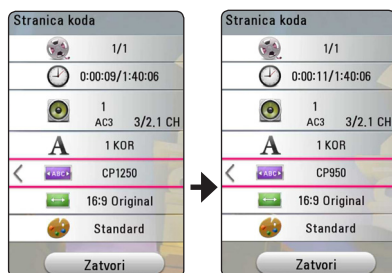 Stranica koda
1/1
0:00:09/1:40:06
1
AC3 3/2.1 CH
A 1 KOR
ABC CP1250
16:9 Original
Standard
Zatvori
Stranica koda
1/1
0:00:11/1:40:06
1
AC3 3/2.1 CH
A 1 KOR
ABC CP950
16:9 Original
Standard
Zatvori